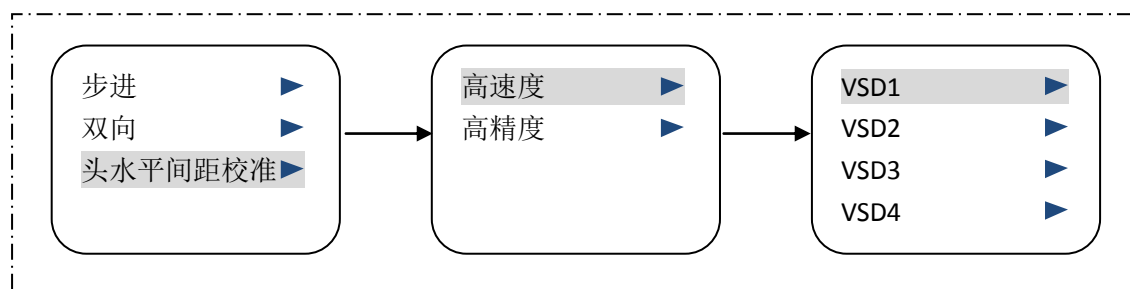 步进
双向
头水平间距校准
高速度
高精度
VSD1
VSD2
VSD3
VSD4